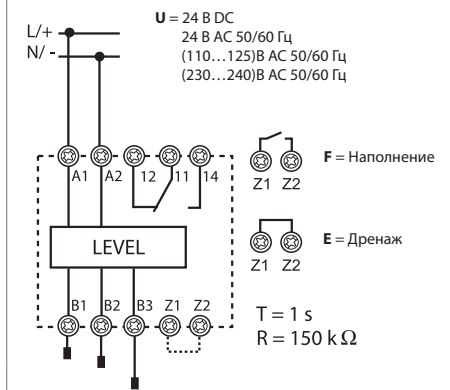 U = 24 В DC
24 В AC 50/60 Гц
(110…125)В AC 50/60 Гц
(230…240)В AC 50/60 Гц
L/+
N/ -
A1 A2 12 11 14
Z1 Z2
F = Наполнение
LEVEL
Z1 Z2
E = Дренаж
B1 B2 B3 Z1 Z2
T = 1 s
R = 150 k Ω